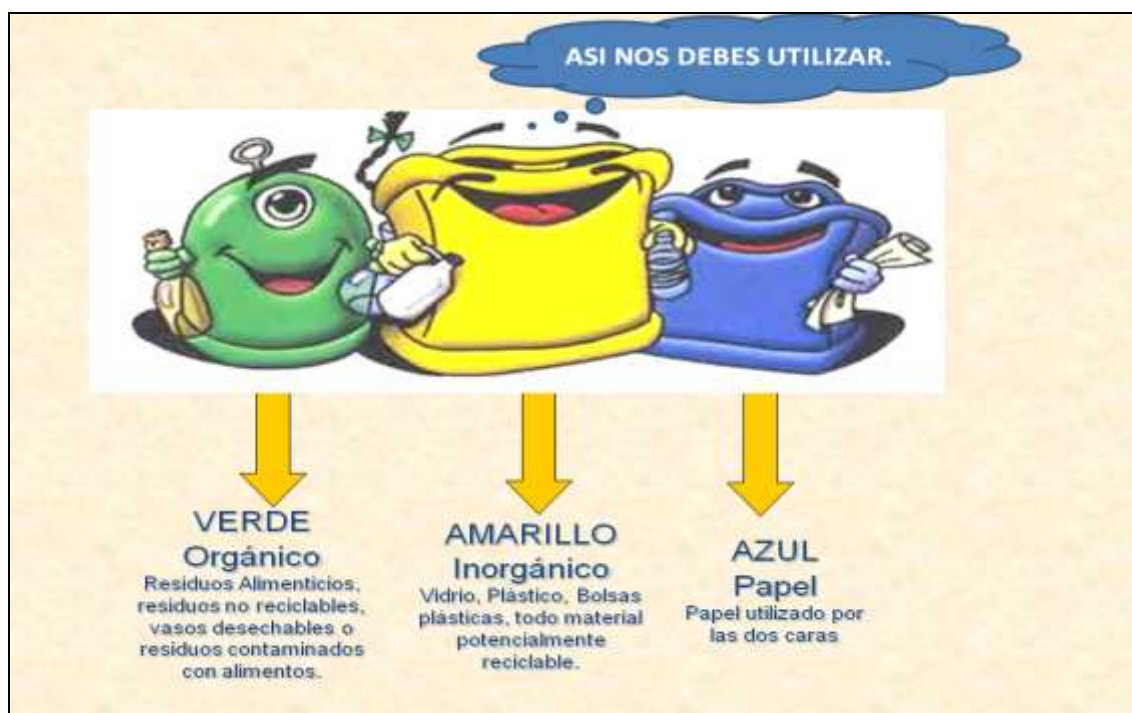 ASI NOS DEBES UTILIZAR.
VERDE
Orgánico
Residuos Alimenticios,
residuos no reciclables,
vasos desechables o
residuos contaminados
con alimentos.
AMARILLO
Inorgánico
Vidrio, Plástico, Bolsas
plásticas, todo material
potencialmente
reciclable.
AZUL
Papel
Papel utilizado por
las dos caras